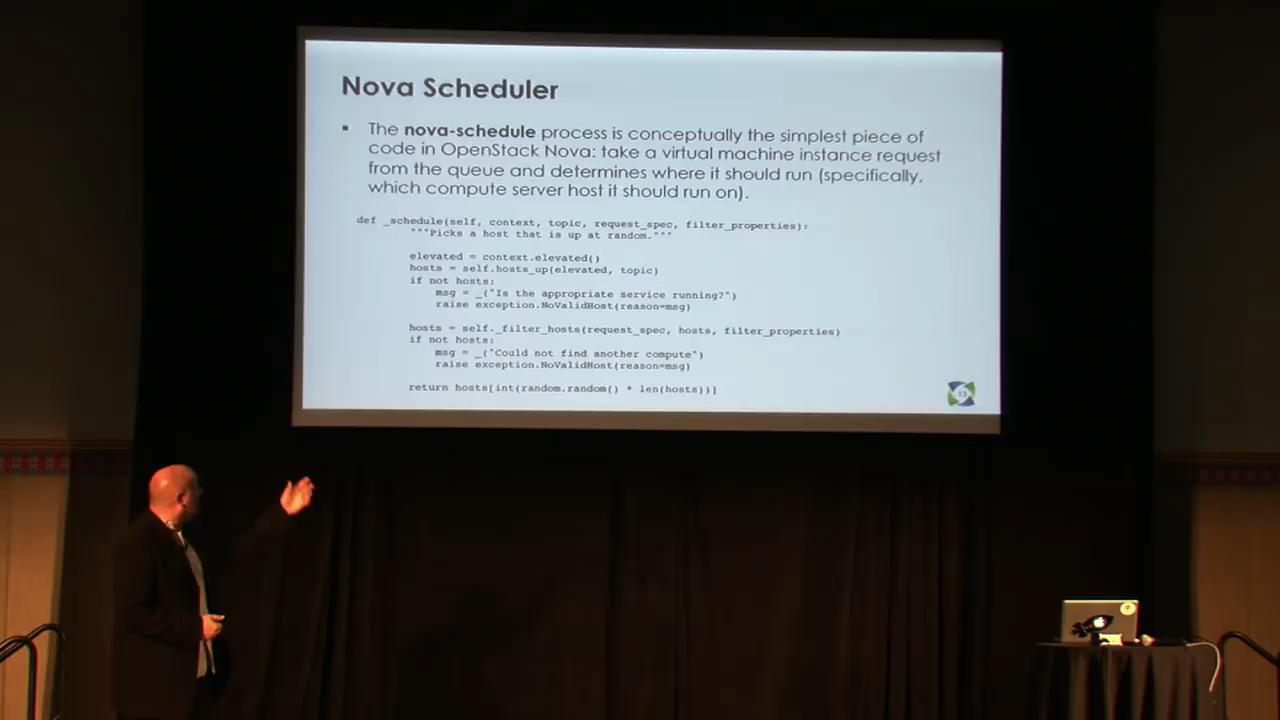 Nova Scheduler
▪ The nova-schedule process is conceptually the simplest piece of
code in OpenStack Nova: take a virtual machine instance request
from the queue and determines where it should run (specifically,
which compute server host it should run on).
def _schedule(self, context, topic, request_spec, filter_properties):
"""Picks a host that is up at random."""
elevated = context.elevated()
hosts = self.hosts_up(elevated, topic)
if not hosts:
msg = _("Is the appropriate service running?")
raise exception.NoValidHost(reason=msg)
hosts = self._filter_hosts(request_spec, hosts, filter_properties)
if not hosts:
msg = _("Could not find another compute")
raise exception.NoValidHost(reason=msg)
return hosts[int(random.random() * len(hosts))]
13